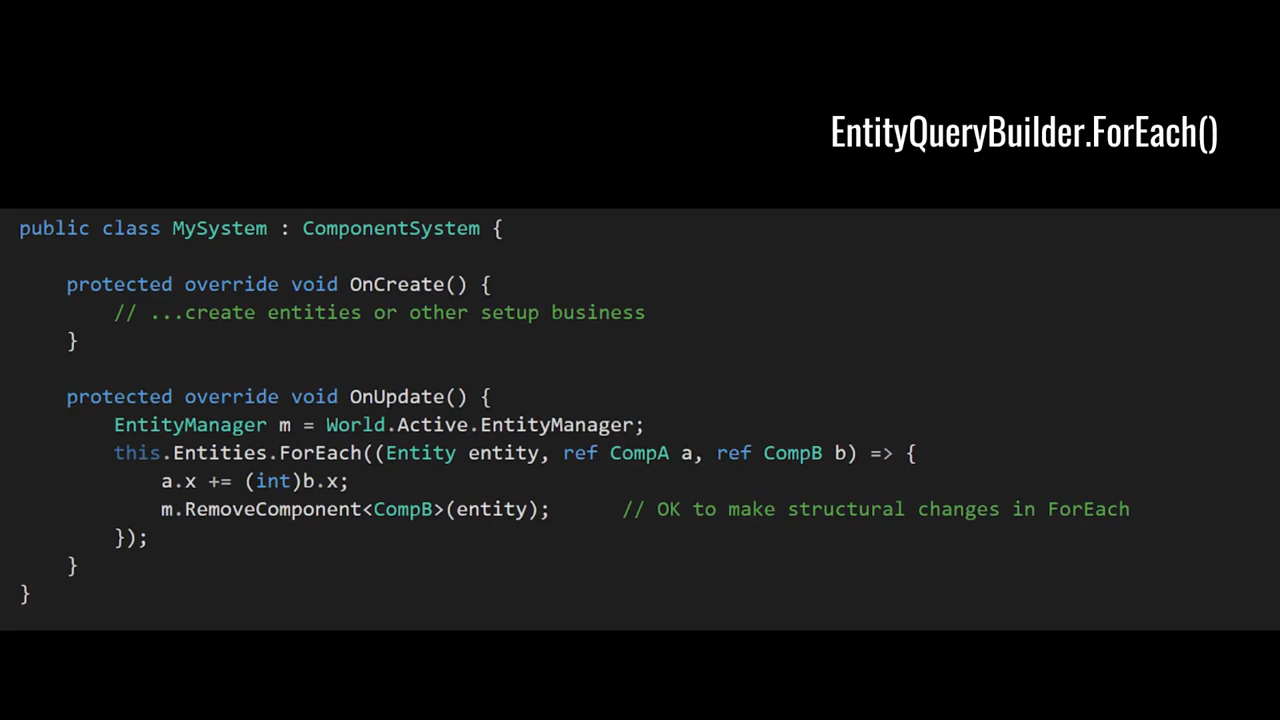 EntityQueryBuilder.ForEach()
public class MySystem : ComponentSystem {
protected override void OnCreate() {
// ...create entities or other setup business
}
protected override void OnUpdate() {
EntityManager m = World.Active.EntityManager;
this.Entities.ForEach((Entity entity, ref CompA a, ref CompB b) => {
a.x += (int)b.x;
m.RemoveComponent<CompB>(entity);      // OK to make structural changes in ForEach
});
}
}